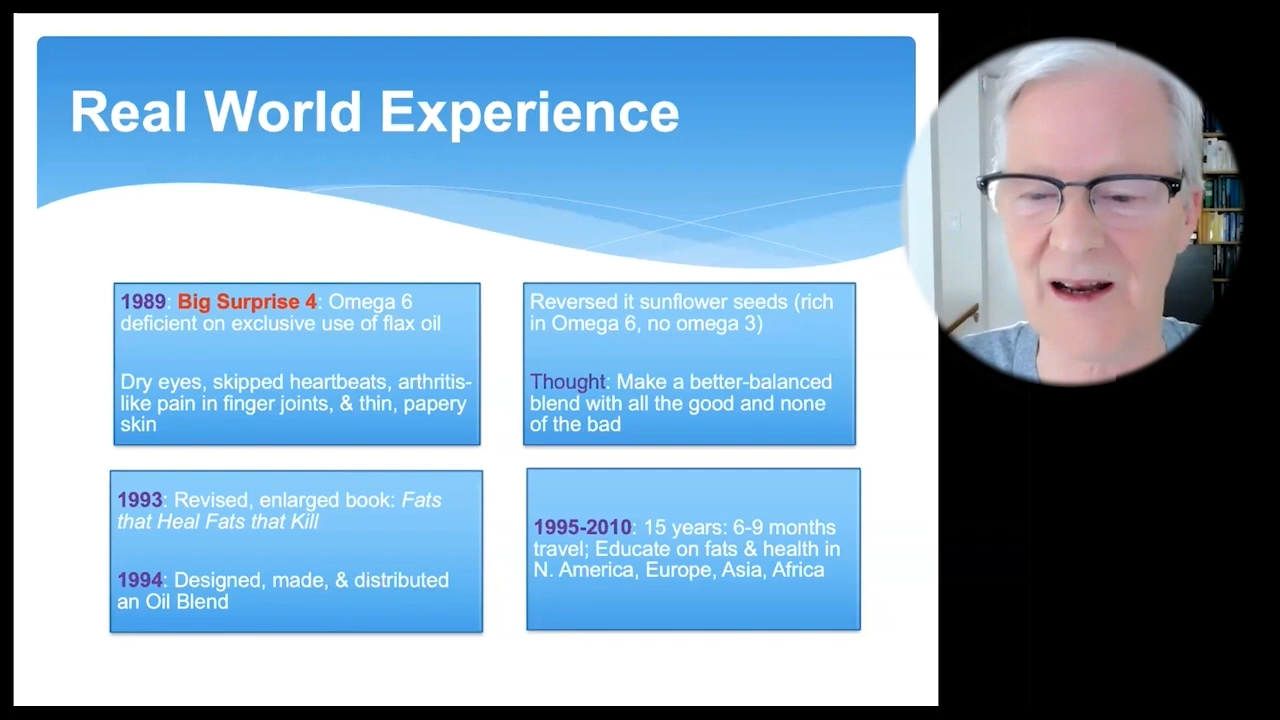 Real World Experience
1989: Big Surprise 4: Omega 6
deficient on exclusive use of flax oil
Dry eyes, skipped heartbeats, arthritis-
like pain in finger joints, & thin, papery
skin
Reversed it sunflower seeds (rich
in Omega 6, no omega 3)
Thought: Make a better-balanced
blend with all the good and none
of the bad
1993: Revised, enlarged book: Fats
that Heal Fats that Kill
1994: Designed, made, & distributed
an Oil Blend
1995-2010: 15 years: 6-9 months
travel; Educate on fats & health in
N. America, Europe, Asia, Africa